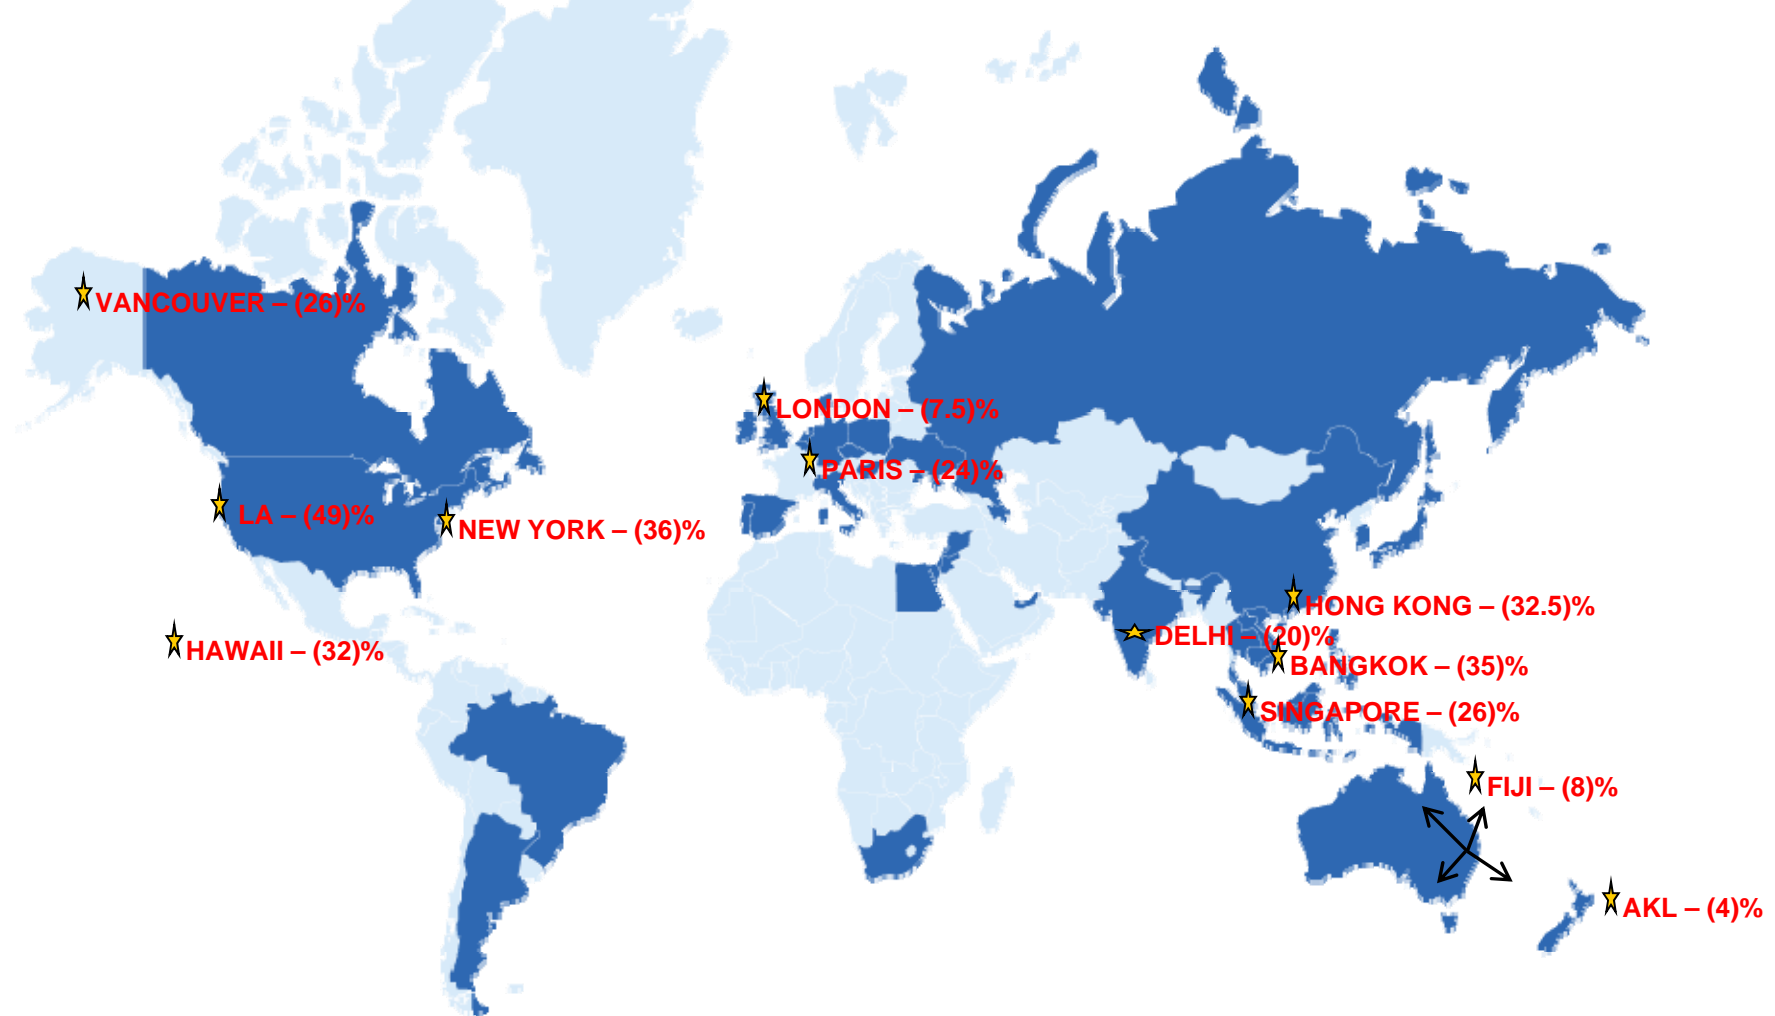 VANCOUVER – (26)%
LONDON – (7.5)%
PARIS – (24)%
LA – (49)%
NEW YORK – (36)%
HONG KONG – (32.5)%
DELHI – (20)%
HAWAII – (32)%
BANGKOK – (35)%
SINGAPORE – (26)%
FIJI – (8)%
AKL – (4)%